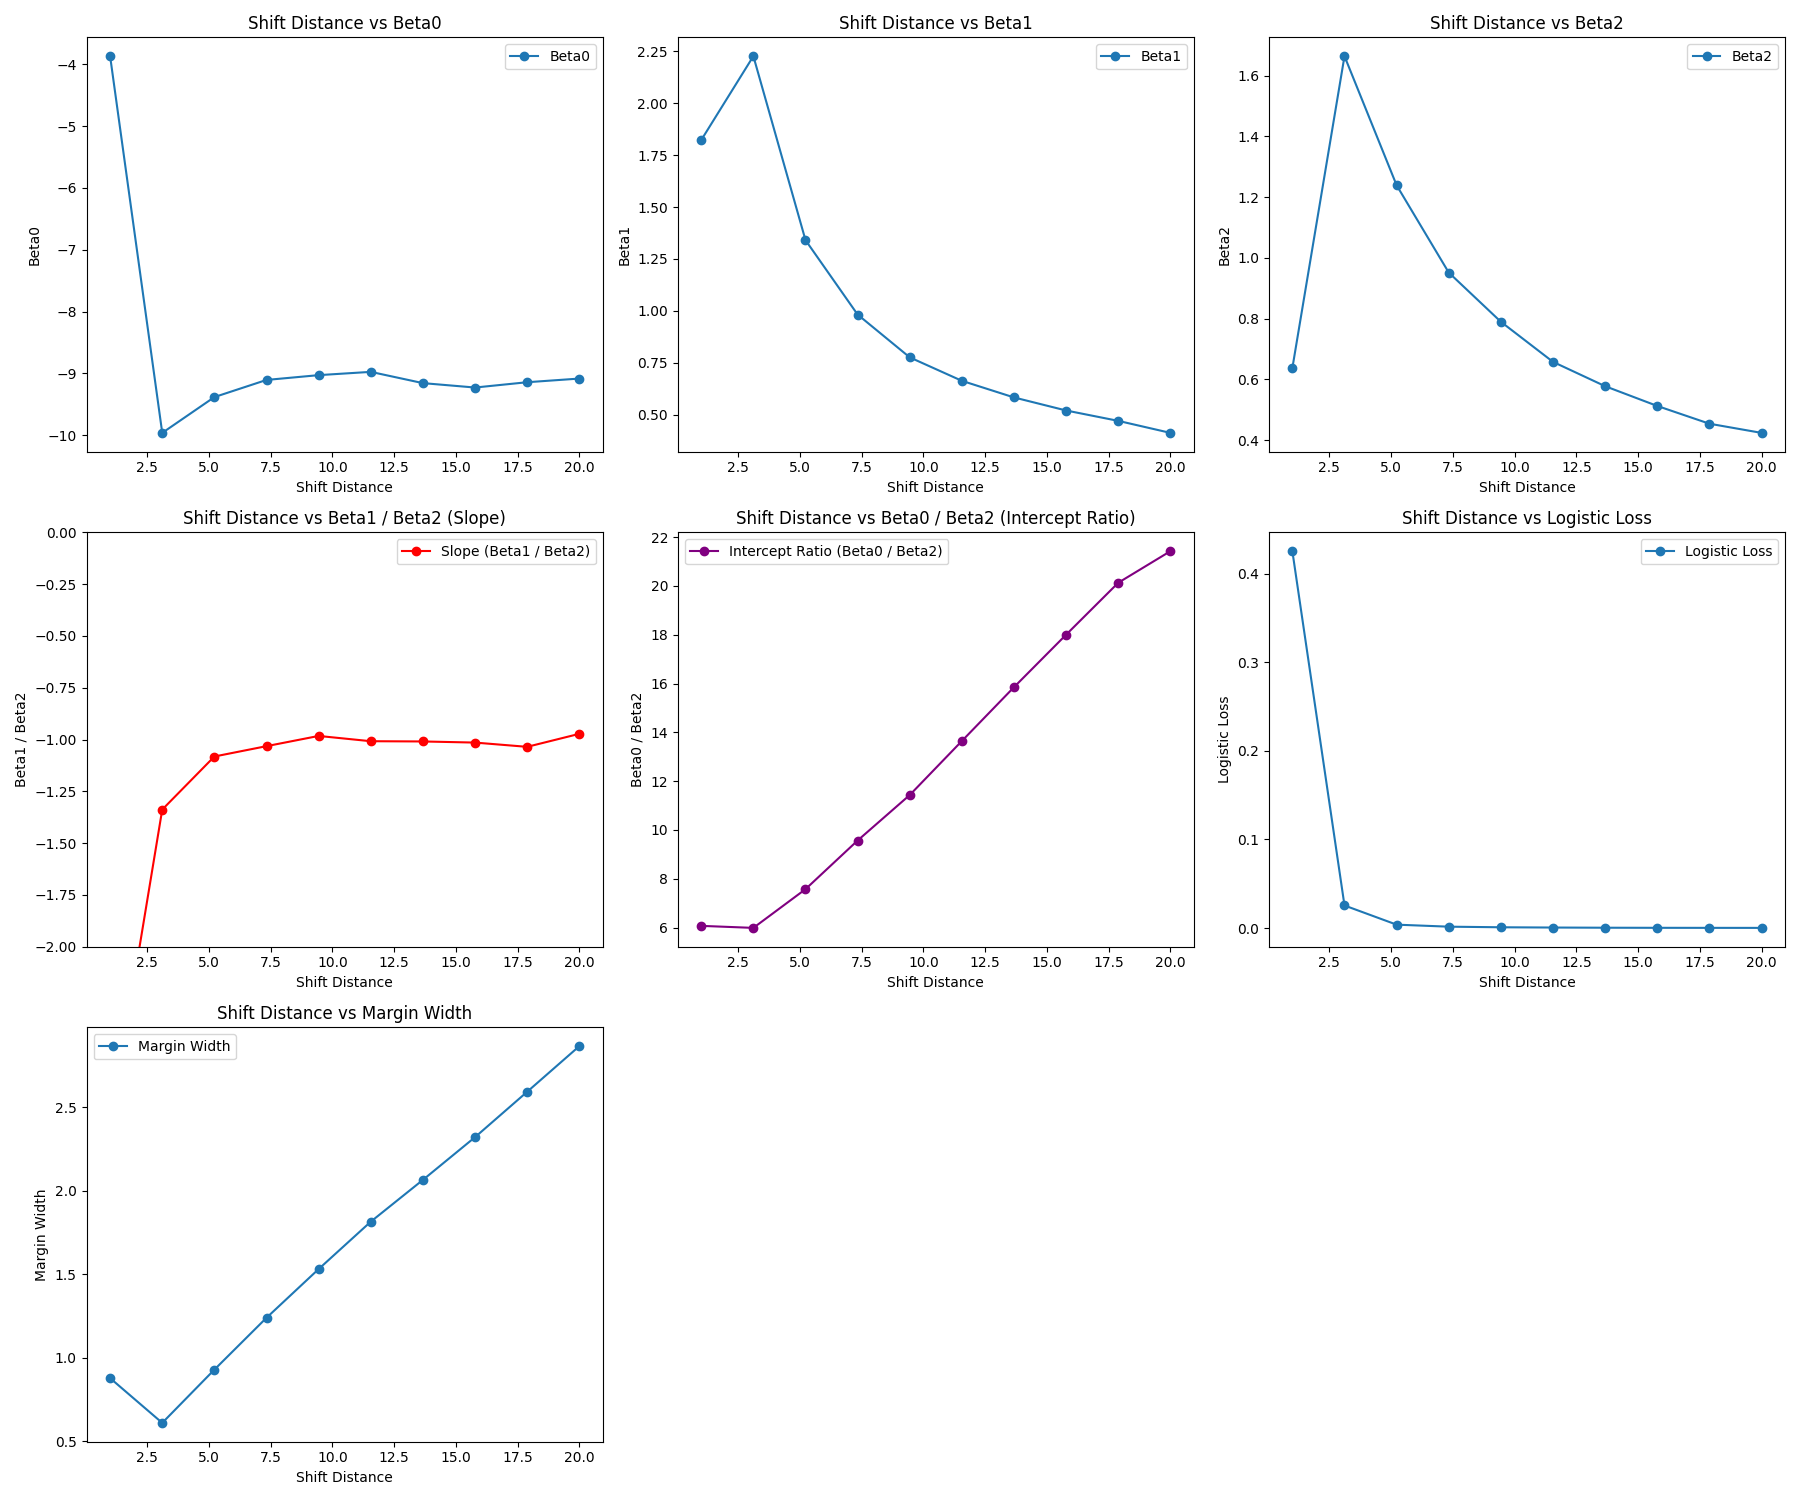 Shift Distance vs Beta0
Beta0
−4
−5
−6
−7
−8
−9
−10
Beta0
2.5 5.0 7.5 10.0 12.5 15.0 17.5 20.0
Shift Distance
Shift Distance vs Beta1
Beta1
2.25
2.00
1.75
1.50
1.25
1.00
0.75
0.50
Beta1
2.5 5.0 7.5 10.0 12.5 15.0 17.5 20.0
Shift Distance
Shift Distance vs Beta2
Beta2
1.6
1.4
1.2
1.0
0.8
0.6
0.4
Beta2
2.5 5.0 7.5 10.0 12.5 15.0 17.5 20.0
Shift Distance
Shift Distance vs Beta1 / Beta2 (Slope)
Slope (Beta1 / Beta2)
0.00
−0.25
−0.50
−0.75
−1.00
−1.25
−1.50
−1.75
−2.00
Beta1 / Beta2
2.5 5.0 7.5 10.0 12.5 15.0 17.5 20.0
Shift Distance
Shift Distance vs Beta0 / Beta2 (Intercept Ratio)
Intercept Ratio (Beta0 / Beta2)
22
20
18
16
14
12
10
8
6
Beta0 / Beta2
2.5 5.0 7.5 10.0 12.5 15.0 17.5 20.0
Shift Distance
Shift Distance vs Logistic Loss
Logistic Loss
0.4
0.3
0.2
0.1
0.0
Logistic Loss
2.5 5.0 7.5 10.0 12.5 15.0 17.5 20.0
Shift Distance
Shift Distance vs Margin Width
Margin Width
2.5
2.0
1.5
1.0
0.5
Margin Width
2.5 5.0 7.5 10.0 12.5 15.0 17.5 20.0
Shift Distance